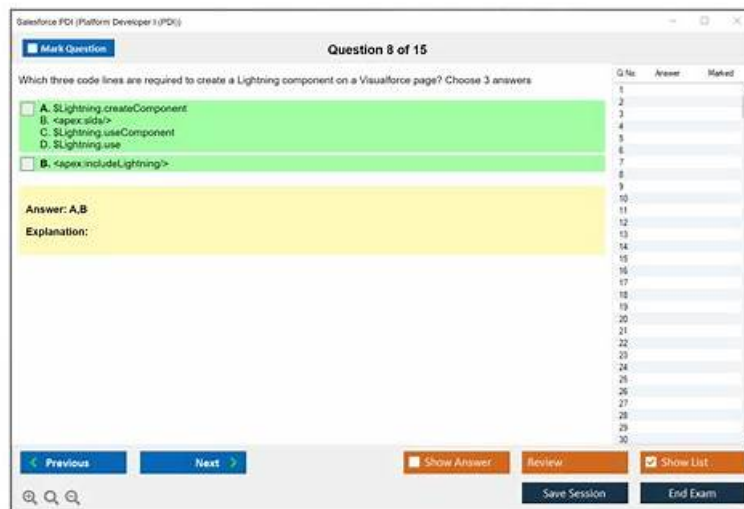 Salesforce PDI (Platform Developer I (PDI))
Mark Question
Question 8 of 15
Which three code lines are required to create a Lightning component on a Visualforce page? Choose 3 answers
A. $Lightning.createComponent
B. <apex:slds/>
C. $Lightning.useComponent
D. $Lightning.use
B. <apex:includeLightning/>
Answer: A,B
Explanation:
Q.No Answer Marked
1
2
3
4
5
6
7
8
9
10
11
12
13
14
15
16
17
18
19
20
21
22
23
24
25
26
27
28
29
30
Previous Next Show Answer Review Show List
Save Session End Exam